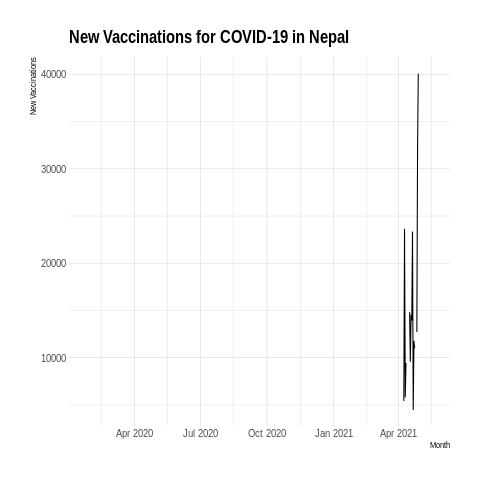 New Vaccinations for COVID-19 in Nepal
New Vaccinations
40000
30000
20000
10000
Apr 2020 Jul 2020 Oct 2020 Jan 2021 Apr 2021
Month